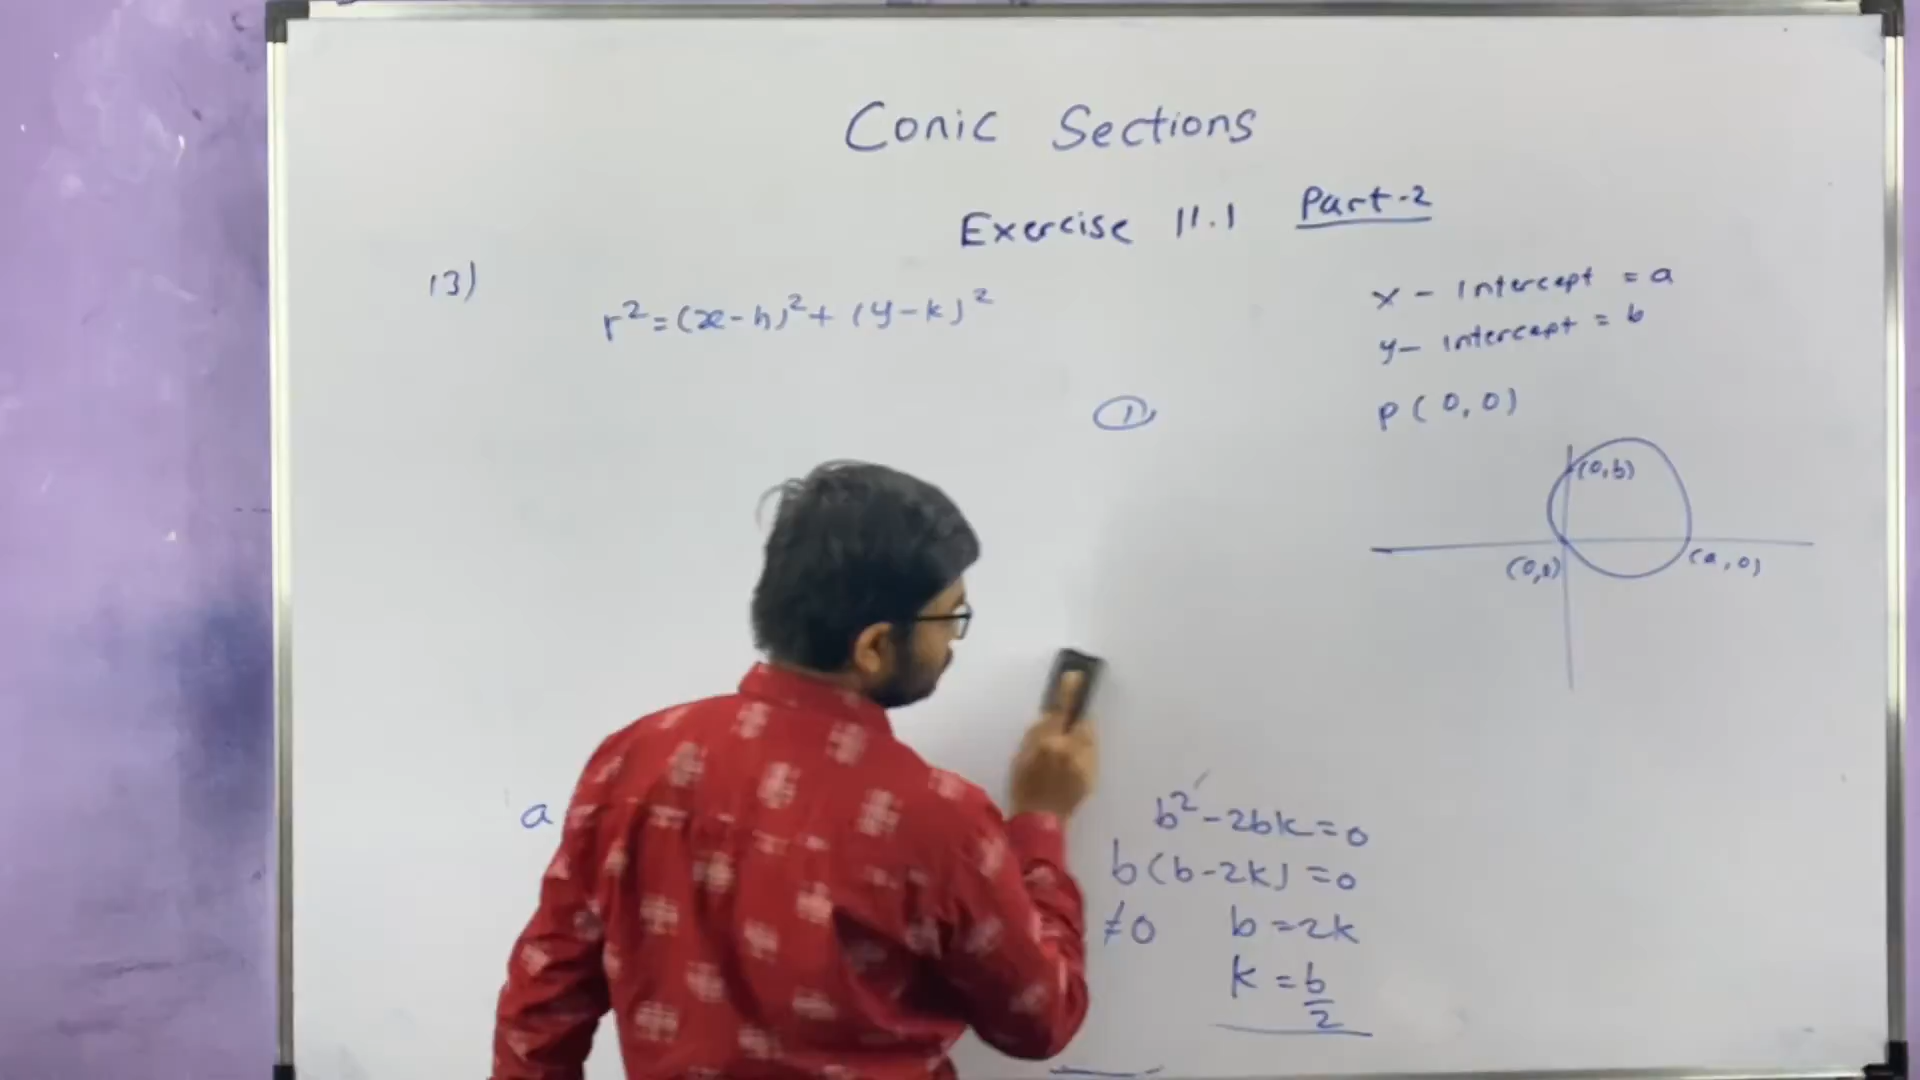 Conic Sections
Exercise 11.1 Part-2
13)
r²=(x-h)²+(y-k)²
x - Intercept = a
y- Intercept = b
①
P(0,0)
(0,b)
(0,0)
(a,0)
a
b²-2bk=0
b(b-2k)=0
≠0 b=2k
k=b/2